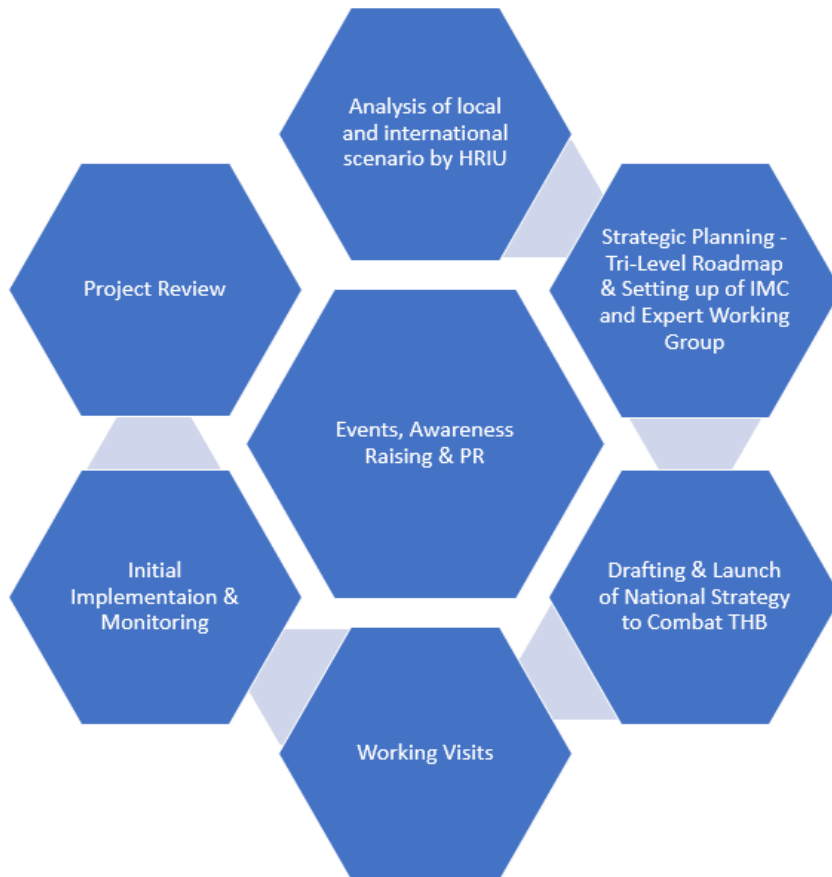 Analysis of local
and international
scenario by HRIU
Strategic Planning -
Tri-Level Roadmap
& Setting up of IMC
and Expert Working
Group
Drafting & Launch
of National Strategy
to Combat THB
Working Visits
Initial
Implementaion &
Monitoring
Project Review
Events, Awareness
Raising & PR